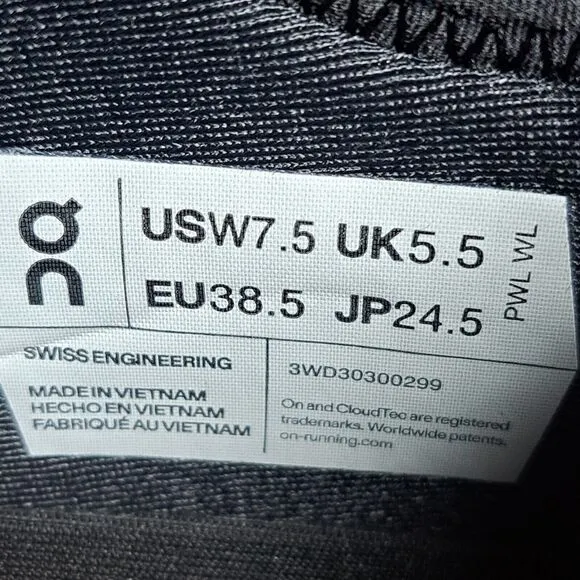 USW7.5 UK5.5
EU38.5 JP24.5
PWL WL
SWISS ENGINEERING
MADE IN VIETNAM
HECHO EN VIETNAM
FABRIQUÉ AU VIETNAM
3WD30300299
On and CloudTec are registered
trademarks. Worldwide patents.
on-running.com